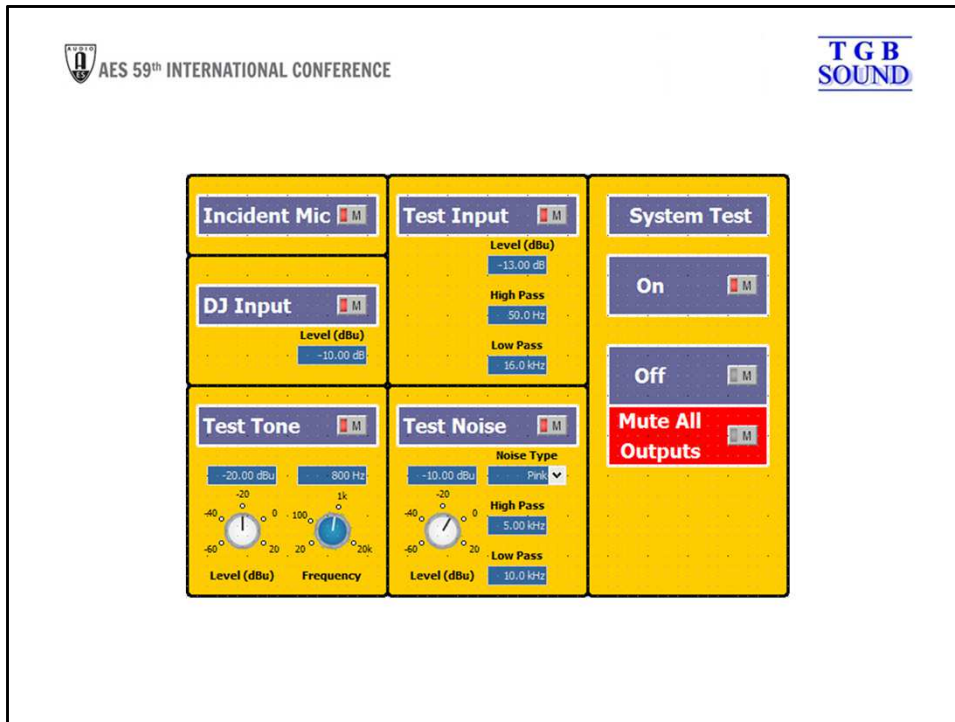 AUDIO
AES
AES 59th INTERNATIONAL CONFERENCE
T G B
SOUND
Incident Mic M
DJ Input M
Level (dBu)
-10.00 dB
Test Input M
Level (dBu)
-13.00 dB
High Pass
50.0 Hz
Low Pass
16.0 kHz
System Test
On M
Off M
Mute All
Outputs M
Test Tone M
-20.00 dBu
800 Hz
-20
-40
0
-60
20
Level (dBu)
1k
100
20
20k
Frequency
Test Noise M
Noise Type
-10.00 dBu
Pink
-20
-40
0
-60
20
Level (dBu)
High Pass
5.00 kHz
Low Pass
10.0 kHz